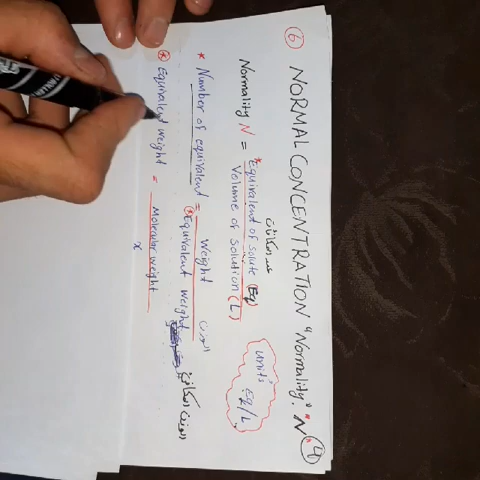 6 NORMAL CONCENTRATION "Normality". "N" 4
عدد المكافئات
Normality N = *Equivalent of solute (Eq)
Volume of solution (L)
units Eq/L
* Number of equivalent = Weight الوزن
* Equivalent weight الوزن المكافئ
* Equivalent weight = Molecular weight
x